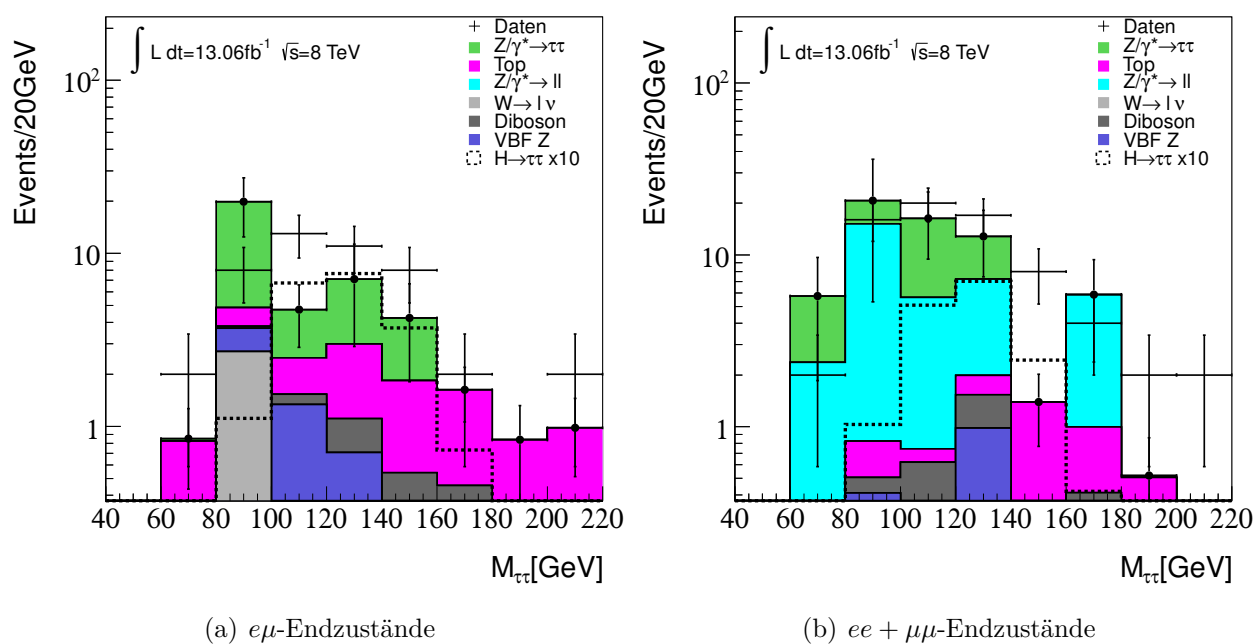 Events/20GeV
∫ L dt=13.06fb⁻¹ √s=8 TeV
Daten
Z/γ*→ττ
Top
Z/γ*→ ll
W→ l ν
Diboson
VBF Z
H→ττ x10
10²
10
1
40 60 80 100 120 140 160 180 200 220
M_ττ[GeV]
(a) eμ-Endzustände
Events/20GeV
∫ L dt=13.06fb⁻¹ √s=8 TeV
Daten
Z/γ*→ττ
Top
Z/γ*→ ll
W→ l ν
Diboson
VBF Z
H→ττ x10
10²
10
1
40 60 80 100 120 140 160 180 200 220
M_ττ[GeV]
(b) ee + μμ-Endzustände